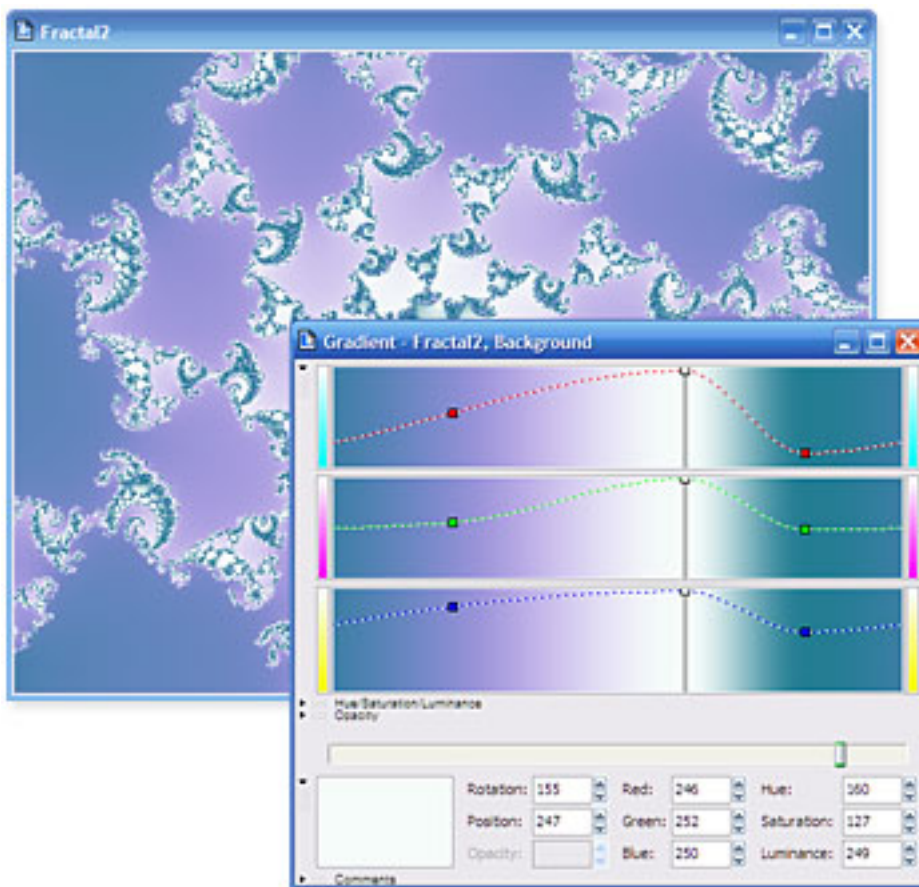 Fractal2
Gradient - Fractal2, Background
Hue/Saturation/Luminance
Opacity
Rotation: 155 Red: 246 Hue: 160
Position: 247 Green: 252 Saturation: 127
Opacity: Blue: 250 Luminance: 249
Comments